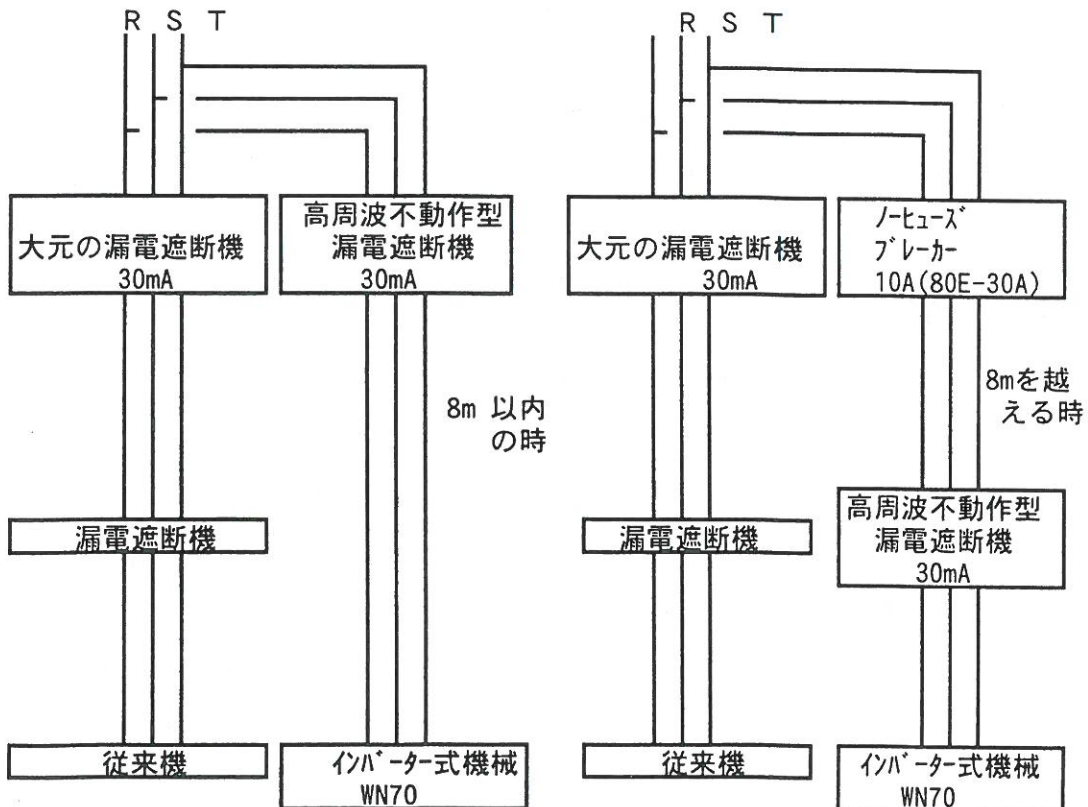 R S T
大元の漏電遮断機
30mA
高周波不動作型
漏電遮断機
30mA
8m 以内
の時
漏電遮断機
従来機
インバーター式機械
WN70
R S T
大元の漏電遮断機
30mA
ノーヒューズ
ブレーカー
10A(80E-30A)
8mを越
える時
漏電遮断機
高周波不動作型
漏電遮断機
30mA
従来機
インバーター式機械
WN70